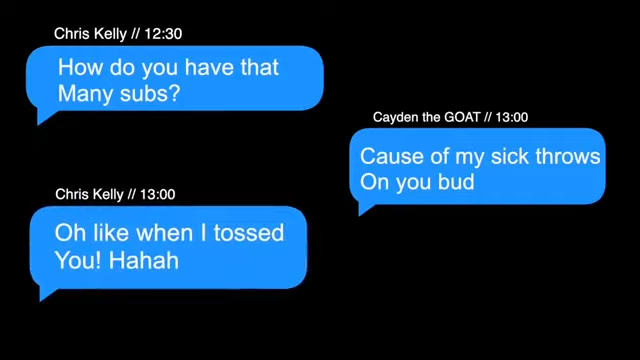 Chris Kelly // 12:30
How do you have that
Many subs?
Cayden the GOAT // 13:00
Cause of my sick throws
On you bud
Chris Kelly // 13:00
Oh like when I tossed
You! Hahah